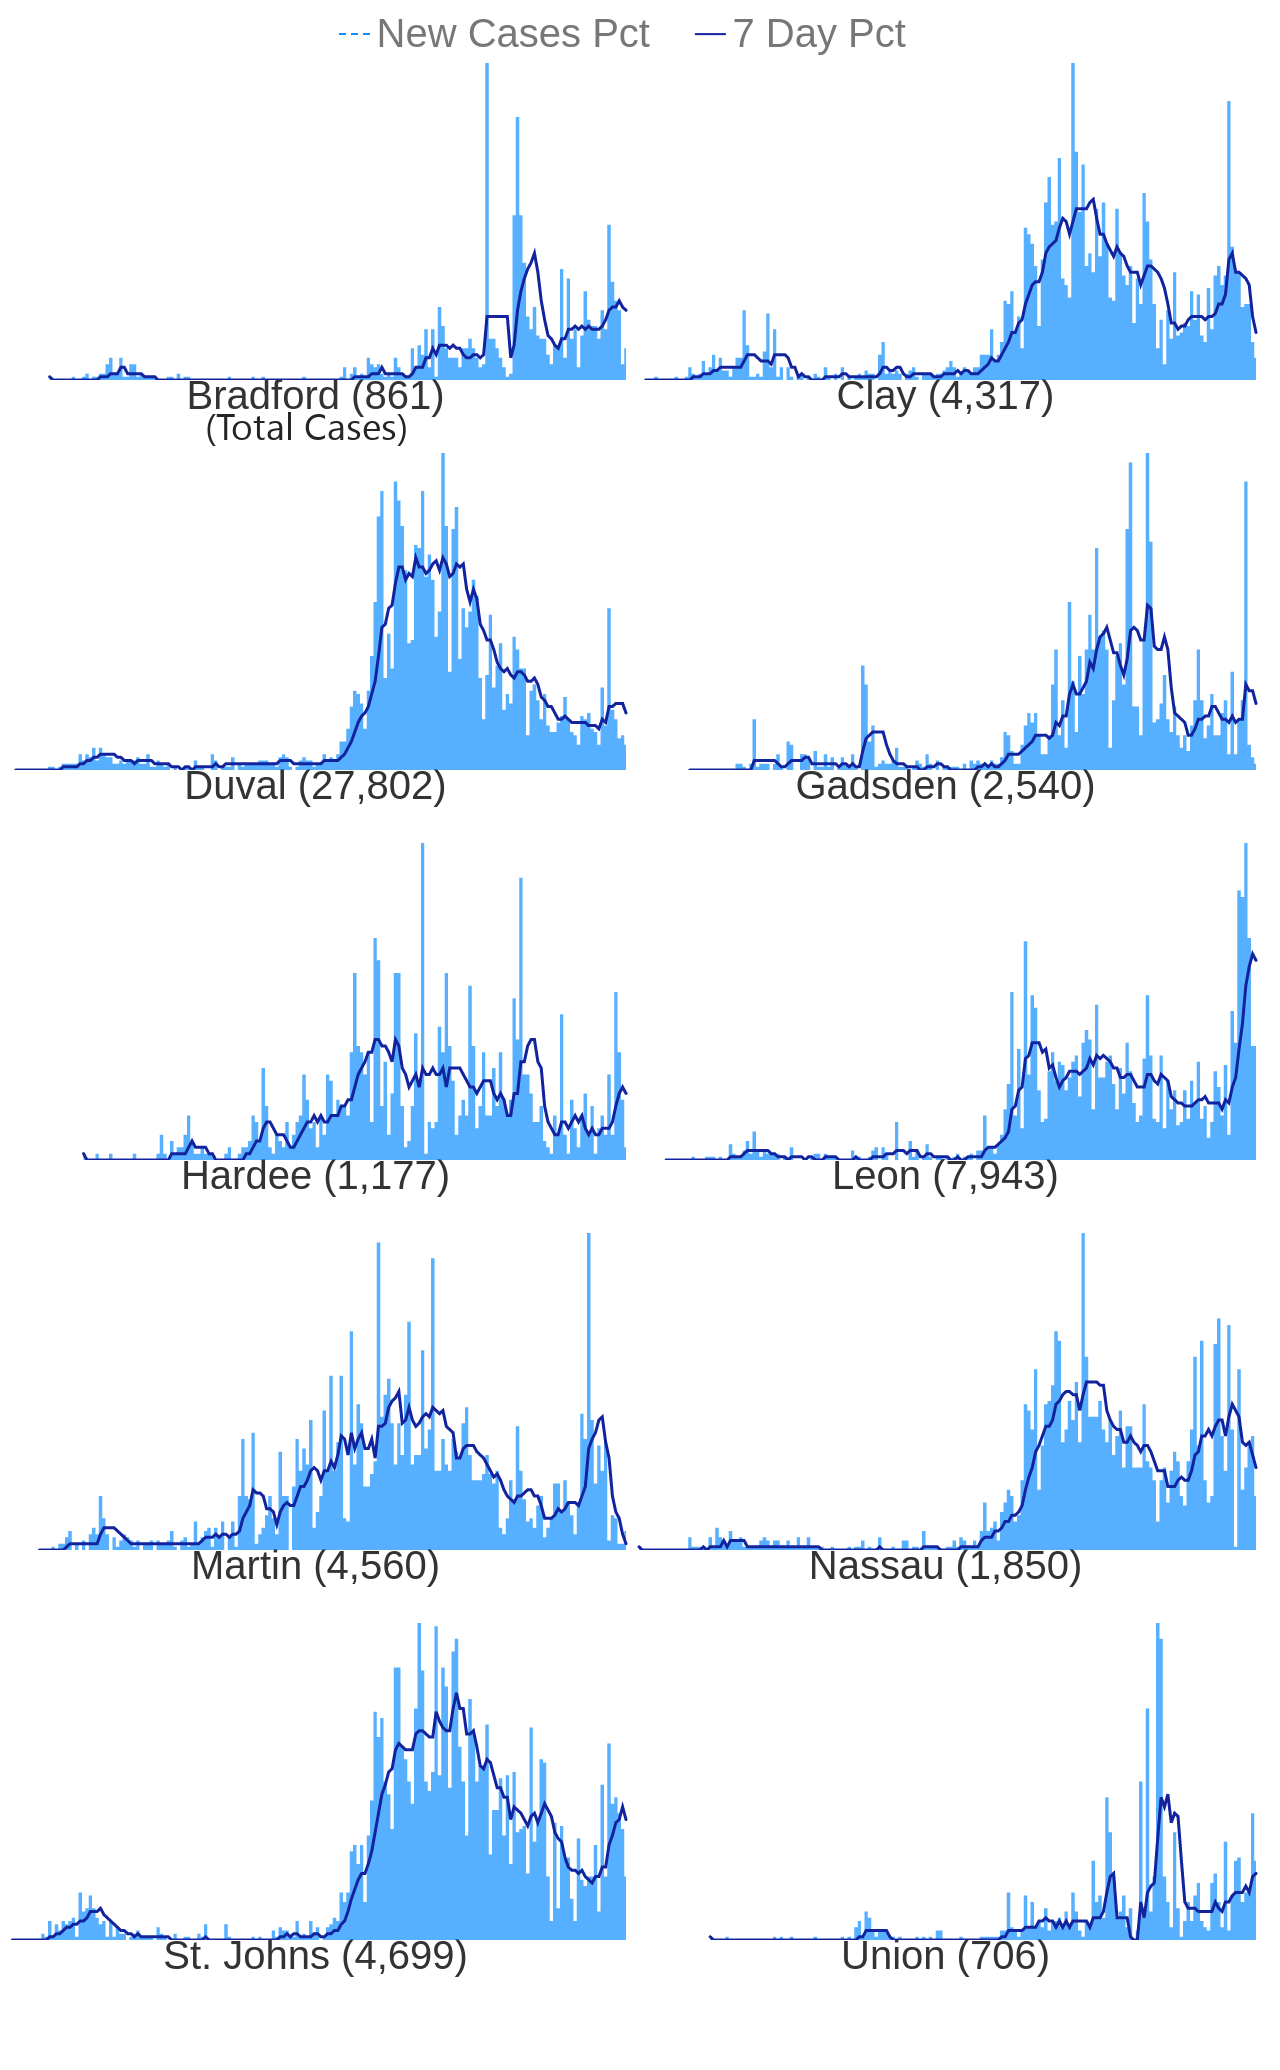 New Cases Pct 7 Day Pct
Bradford (861) Clay (4,317)
(Total Cases)
Duval (27,802) Gadsden (2,540)
Hardee (1,177) Leon (7,943)
Martin (4,560) Nassau (1,850)
St. Johns (4,699) Union (706)